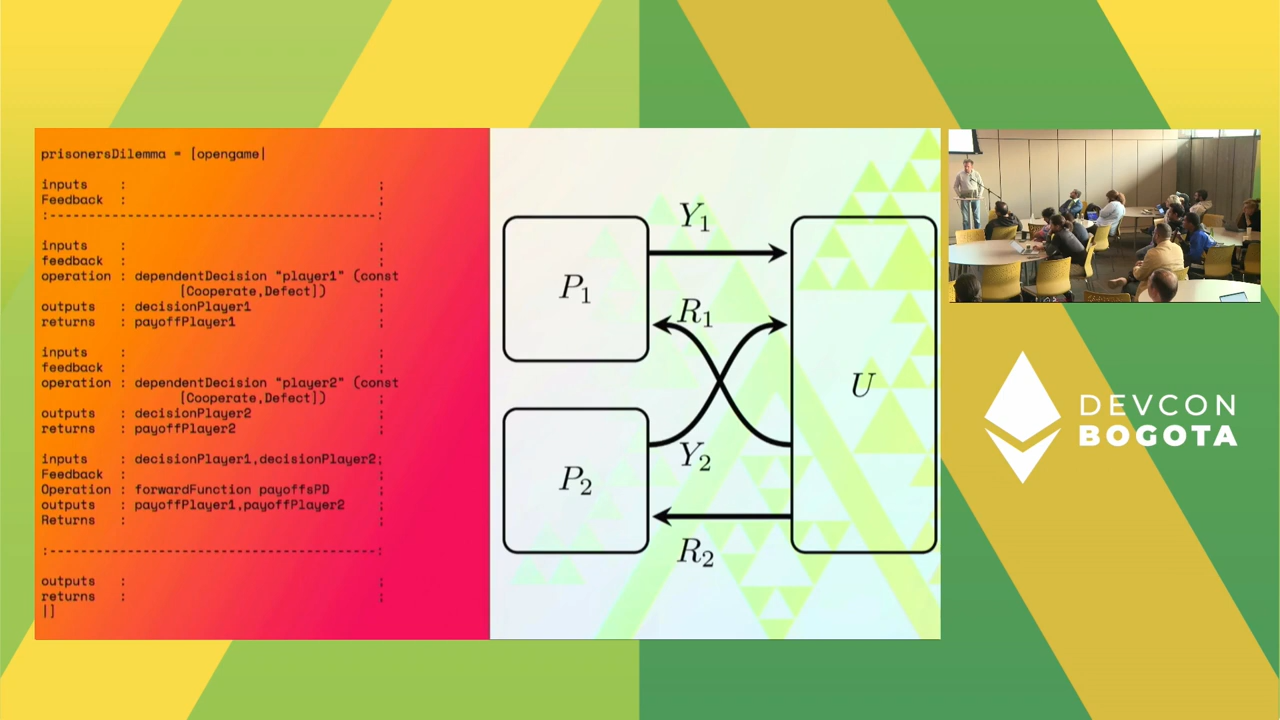 prisonersDilemma = [opengame|
inputs : ;
Feedback : ;
:-----------------------------------------:
inputs : ;
feedback : ;
operation : dependentDecision "player1" (const
[Cooperate,Defect]) ;
outputs : decisionPlayer1 ;
returns : payoffPlayer1 ;
inputs : ;
feedback : ;
operation : dependentDecision "player2" (const
[Cooperate,Defect]) ;
outputs : decisionPlayer2 ;
returns : payoffPlayer2 ;
inputs : decisionPlayer1,decisionPlayer2;
Feedback : ;
Operation : forwardFunction payoffsPD ;
outputs : payoffPlayer1,payoffPlayer2 ;
Returns : ;
:-----------------------------------------:
outputs : ;
returns : ;
|]
Y₁
P₁
R₁
U
Y₂
P₂
R₂
DEVCON
BOGOTA